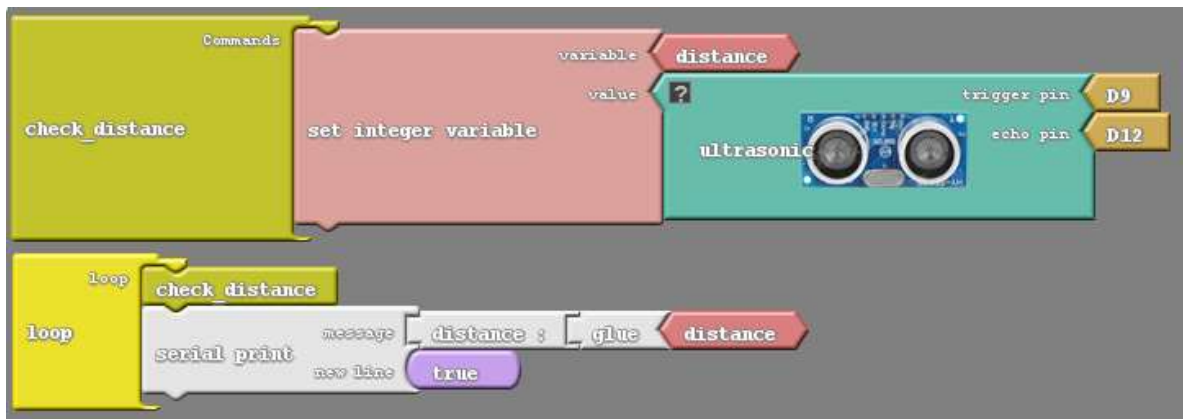 Commands
variable distance
value ? trigger pin D9
check_distance set integer variable ultrasonic echo pin D12
loop check_distance
loop message distance : glue distance
serial print
new line true